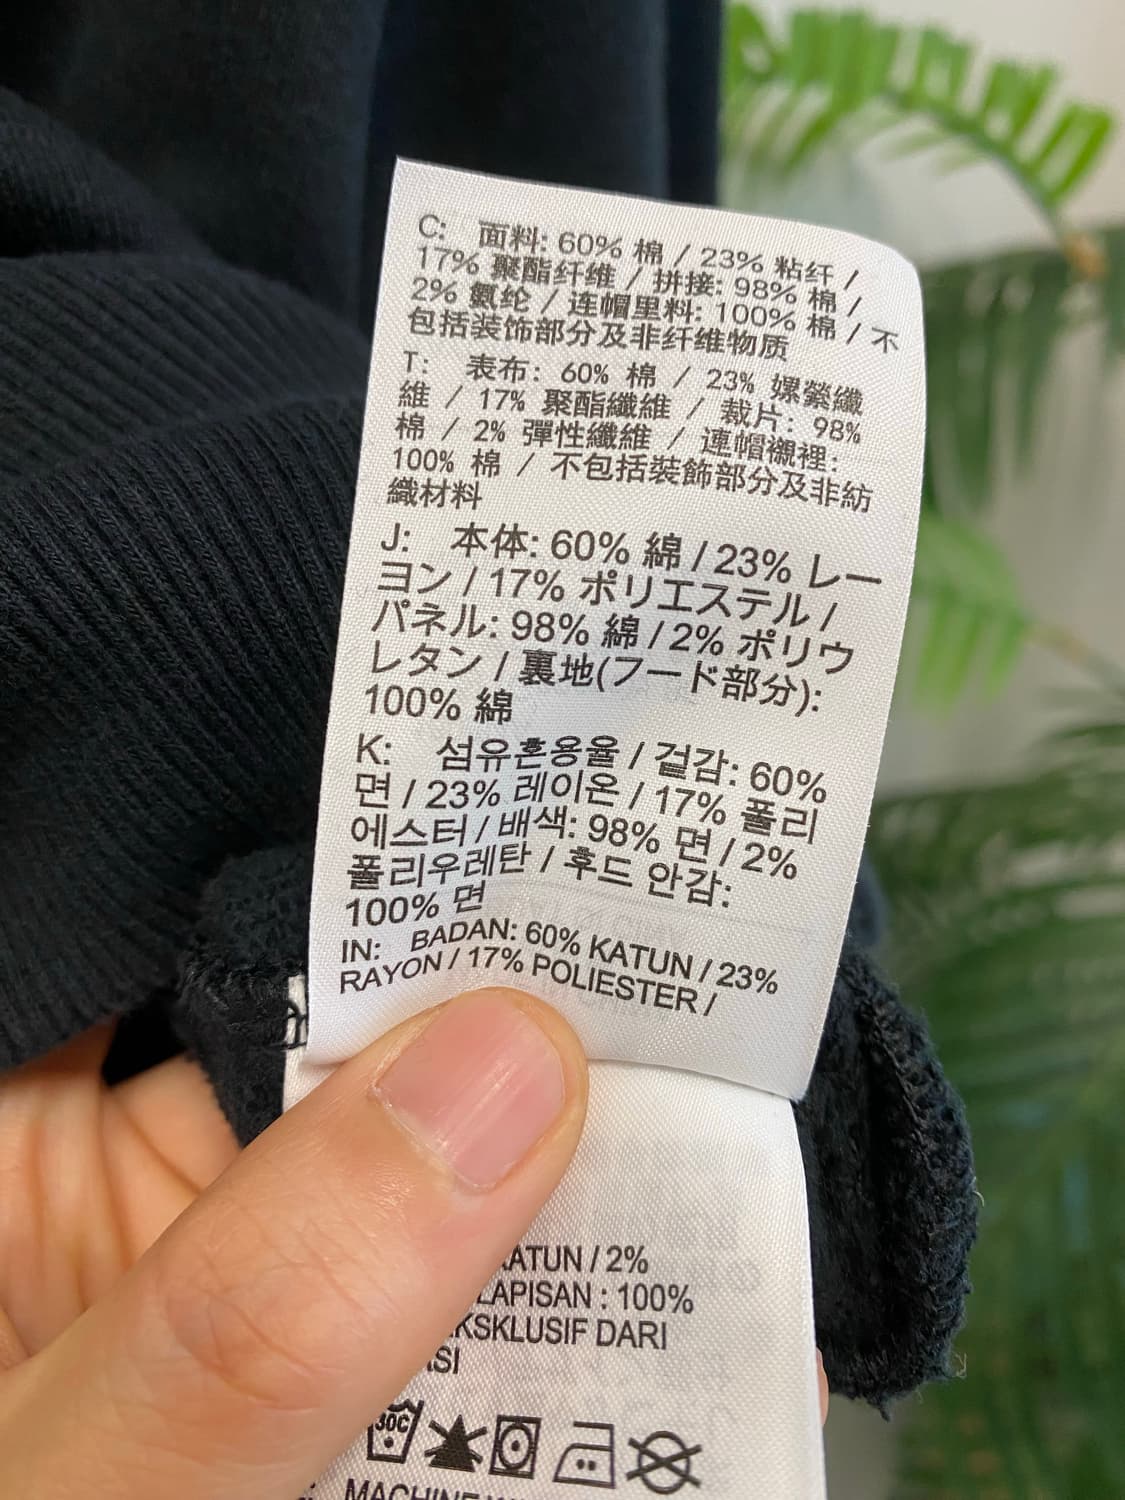 C: 面料: 60% 棉 / 23% 粘纤 /
17% 聚酯纤维 / 拼接: 98% 棉 /
2% 氨纶 / 连帽里料: 100% 棉 / 不
包括装饰部分及非纤维物质
T: 表布: 60% 棉 / 23% 嫘縈纖
維 / 17% 聚酯纖維 / 裁片: 98%
棉 / 2% 彈性纖維 / 連帽襯裡:
100% 棉 / 不包括裝飾部分及非紡
織材料
J: 本体: 60% 綿 / 23% レー
ヨン / 17% ポリエステル /
パネル: 98% 綿 / 2% ポリウ
レタン / 裏地(フード部分):
100% 綿
K: 섬유혼용율 / 겉감: 60%
면 / 23% 레이온 / 17% 폴리
에스터 / 배색: 98% 면 / 2%
폴리우레탄 / 후드 안감:
100% 면
IN: BADAN: 60% KATUN / 23%
RAYON / 17% POLIESTER /
/ 2%
LAPISAN : 100%
DARI
30C
MACHINE